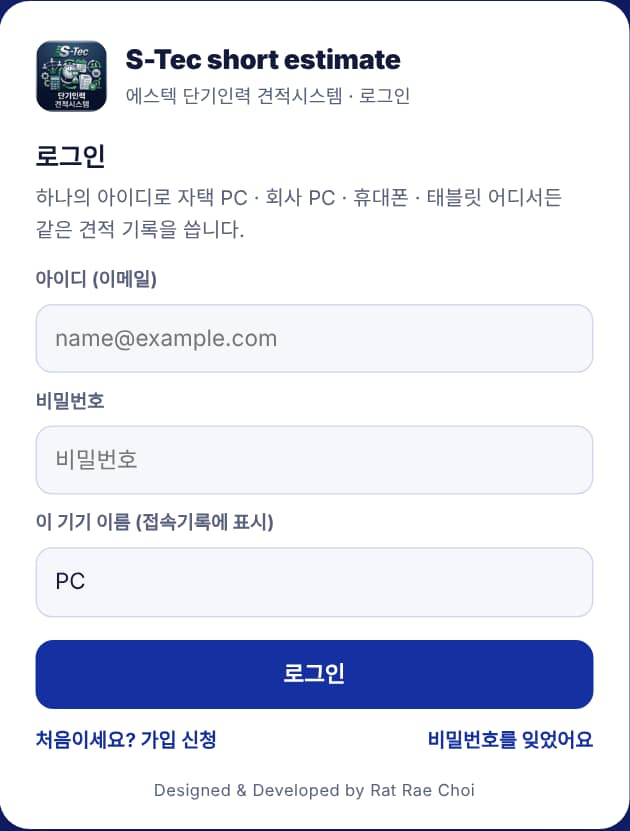 S-Tec
단기인력
견적시스템
S-Tec short estimate
에스텍 단기인력 견적시스템 · 로그인
로그인
하나의 아이디로 자택 PC · 회사 PC · 휴대폰 · 태블릿 어디서든
같은 견적 기록을 씁니다.
아이디 (이메일)
name@example.com
비밀번호
비밀번호
이 기기 이름 (접속기록에 표시)
PC
로그인
처음이세요? 가입 신청
비밀번호를 잊었어요
Designed & Developed by Rat Rae Choi